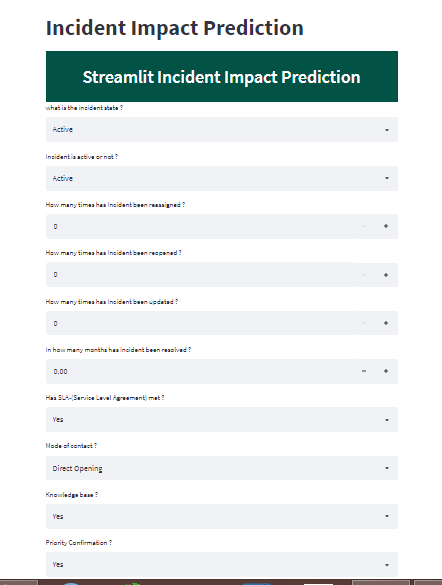 Incident Impact Prediction
Streamlit Incident Impact Prediction
what is the incident state ?
Active
Incident is active or not ?
Active
How many times has Incident been reassigned ?
0
How many times has Incident been reopened ?
0
How many times has Incident been updated ?
0
In how many months has Incident been resolved ?
0.00
Has SLA-(Service Level Agreement) met ?
Yes
Mode of contact ?
Direct Opening
Knowledge base ?
Yes
Priority Confirmation ?
Yes